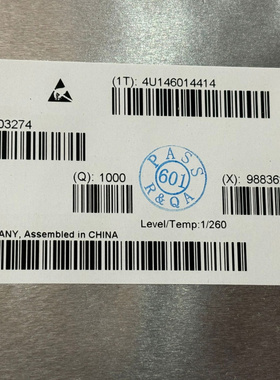 (1T): 4U146014414
03274
(Q): 1000
PASS
601
R&QA
(X): 98836
Level/Temp:1/260
ANY, Assembled in CHINA